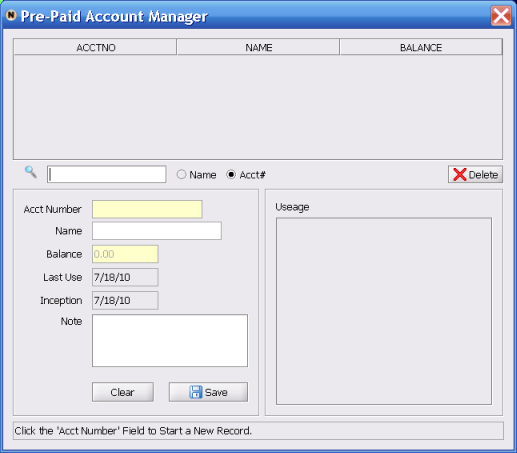 Pre-Paid Account Manager
ACCTNO NAME BALANCE
Name Acct# Delete
Acct Number
Name
Balance 0.00
Last Use 7/18/10
Inception 7/18/10
Note
Clear Save
Useage
Click the 'Acct Number' Field to Start a New Record.